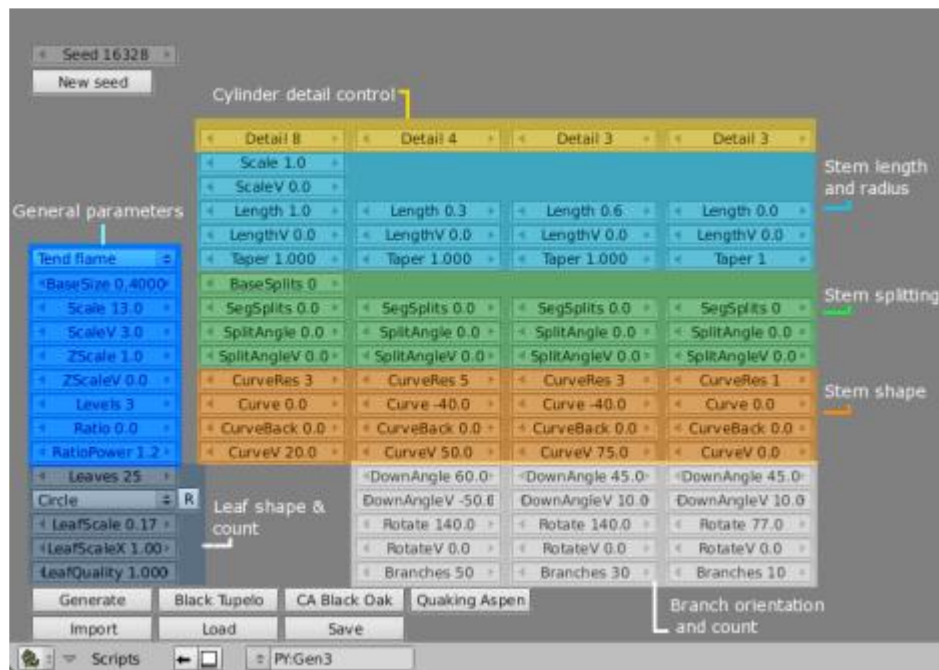 Seed 16328
New seed
Cylinder detail control
Detail 8 Detail 4 Detail 3 Detail 3
Scale 1.0
ScaleV 0.0
Stem length
and radius
General parameters
Length 1.0 Length 0.3 Length 0.6 Length 0.0
LengthV 0.0 LengthV 0.0 LengthV 0.0 LengthV 0.0
Tend flame Taper 1.000 Taper 1.000 Taper 1.000 Taper 1
BaseSize 0,4000 BaseSplits 0
Stem splitting
Scale 13.0 SegSplits 0.0 SegSplits 0.0 SegSplits 0.0 SegSplits 0
ScaleV 3.0 SplitAngle 0.0 SplitAngle 0.0 SplitAngle 0.0 SplitAngle 0.0
ZScale 1.0 SplitAngleV 0.0 SplitAngleV 0.0 SplitAngleV 0.0 SplitAngleV 0.0
ZScaleV 0.0 CurveRes 3 CurveRes 5 CurveRes 3 CurveRes 1
Stem shape
Levels 3 Curve 0.0 Curve -40.0 Curve -40.0 Curve 0.0
Ratio 0.0 CurveBack 0.0 CurveBack 0.0 CurveBack 0.0 CurveBack 0.0
RatioPower 1.2 CurveV 20.0 CurveV 50.0 CurveV 75.0 CurveV 0.0
Leaves 25 DownAngle 60.0 DownAngle 45.0 DownAngle 45.0
Circle R DownAngleV -50.0 DownAngleV 10.0 DownAngleV 10.0
Leaf shape &
count
LeafScale 0.17 Rotate 140.0 Rotate 140.0 Rotate 77.0
LeafScaleX 1.00 RotateV 0.0 RotateV 0.0 RotateV 0.0
LeafQuality 1.000 Branches 50 Branches 30 Branches 10
Generate Black Tupelo CA Black Oak Quaking Aspen
Branch orientation
and count
Import Load Save
Scripts PY:Gen3